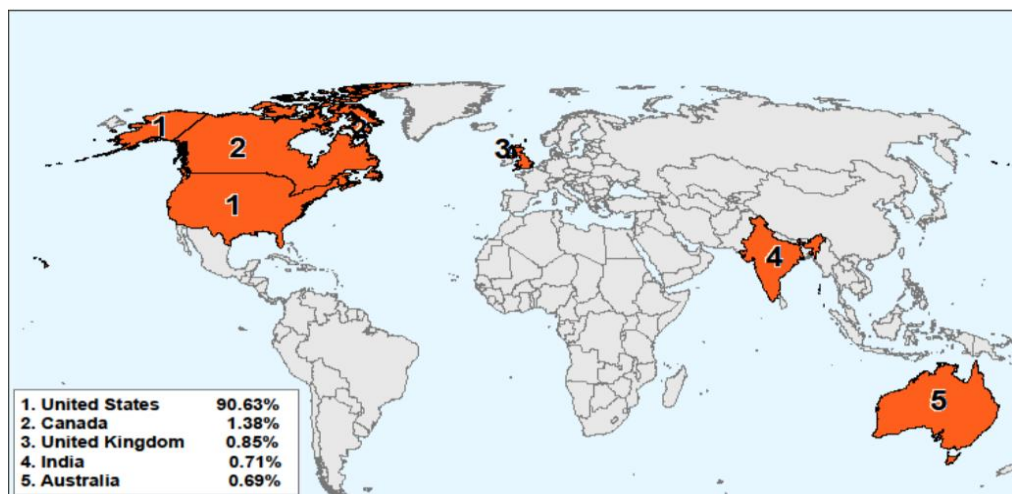 1
2
2
1
3
4
5
1. United States 90.63%
2. Canada 1.38%
3. United Kingdom 0.85%
4. India 0.71%
5. Australia 0.69%